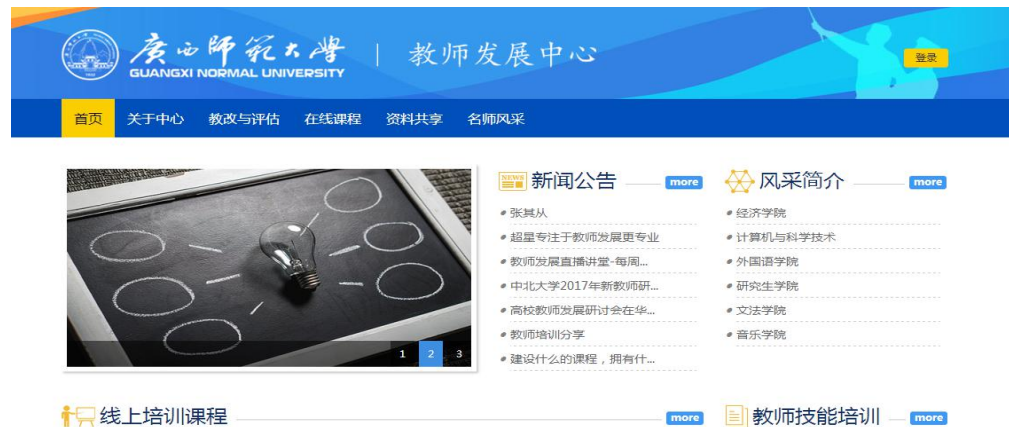 廣西師範大學
GUANGXI NORMAL UNIVERSITY
教师发展中心
登录
首页 关于中心 教改与评估 在线课程 资料共享 名师风采
1 2 3
NEWS 新闻公告 more
张其从
超星专注于教师发展更专业
教师发展直播讲堂-每周...
中北大学2017年新教师研...
高校教师发展研讨会在华...
教师培训分享
建设什么的课程，拥有什...
风采简介 more
经济学院
计算机与科学技术
外国语学院
研究生学院
文法学院
音乐学院
线上培训课程 more
教师技能培训 more